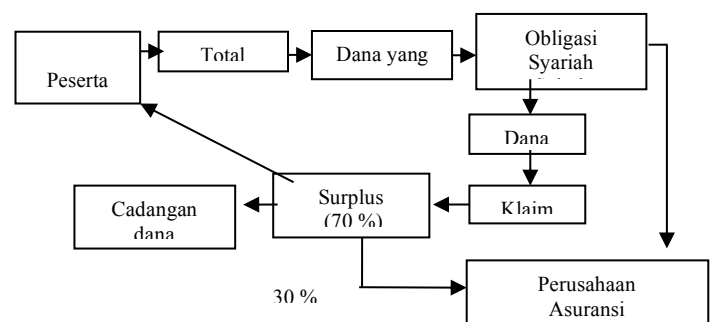 Peserta
Total
Dana yang
Obligasi
Syariah
Dana
Klaim
Surplus
(70 %)
Cadangan
dana
30 %
Perusahaan
Asuransi